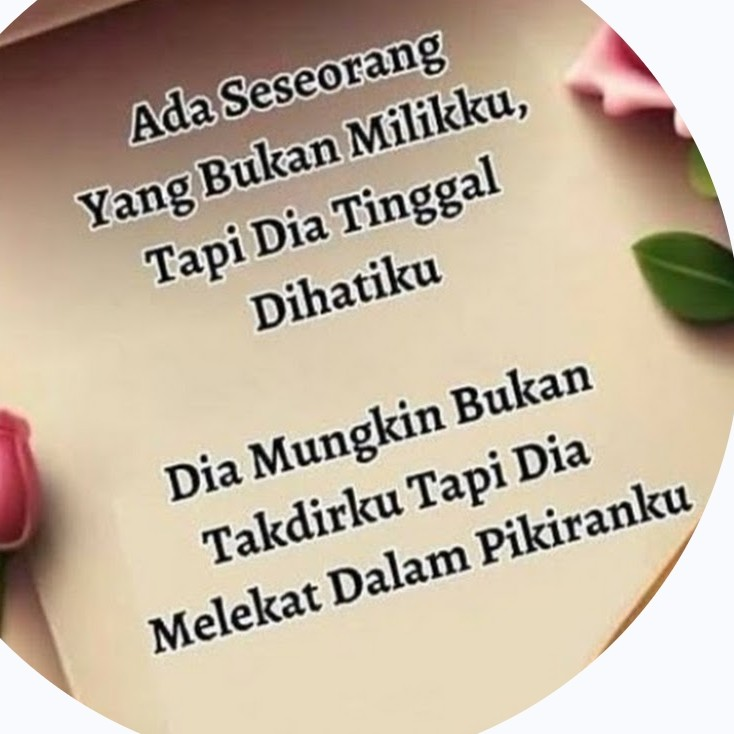 Ada Seseorang
Yang Bukan Milikku,
Tapi Dia Tinggal
Dihatiku
Dia Mungkin Bukan
Takdirku Tapi Dia
Melekat Dalam Pikiranku